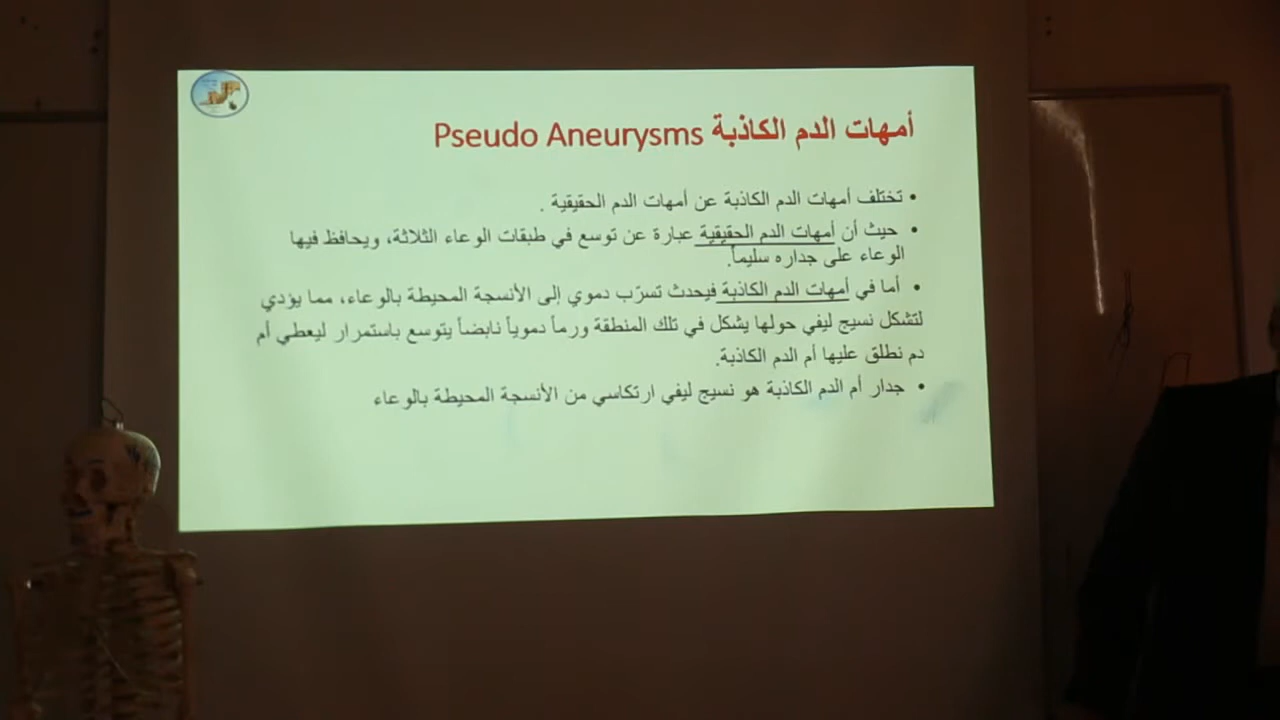 أمهات الدم الكاذبة Pseudo Aneurysms
• تختلف أمهات الدم الكاذبة عن أمهات الدم الحقيقية .
• حيث أن أمهات الدم الحقيقية عبارة عن توسع في طبقات الوعاء الثلاثة، ويحافظ فيها
الوعاء على جداره سليماً.
• أما في أمهات الدم الكاذبة فيحدث تسرّب دموي إلى الأنسجة المحيطة بالوعاء، مما يؤدي
لتشكل نسيج ليفي حولها يشكل في تلك المنطقة ورماً دموياً نابضاً يتوسع باستمرار ليعطي أم
دم نطلق عليها أم الدم الكاذبة.
• جدار أم الدم الكاذبة هو نسيج ليفي ارتكاسي من الأنسجة المحيطة بالوعاء